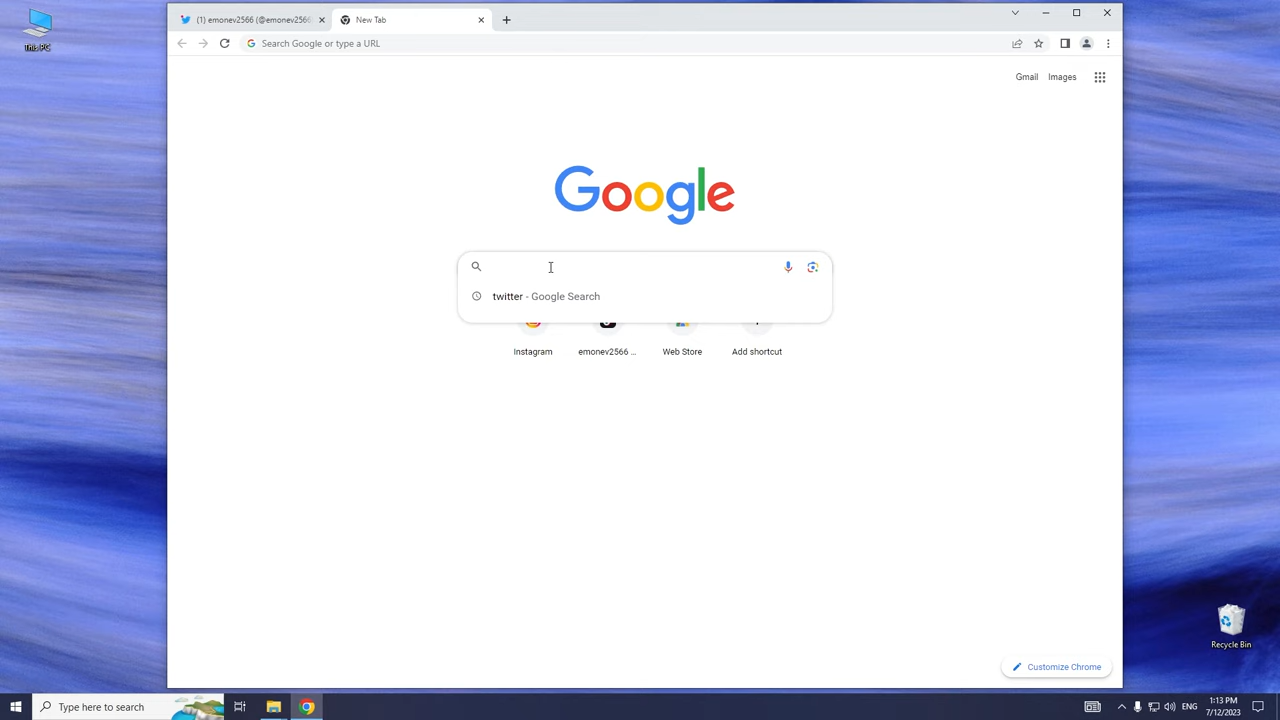 This PC
(1) emonev2566 (@emonev2566
New Tab
Search Google or type a URL
Gmail
Images
Google
twitter - Google Search
Instagram
emonev2566 ...
Web Store
Add shortcut
Recycle Bin
Customize Chrome
Type here to search
ENG
1:13 PM
7/12/2023